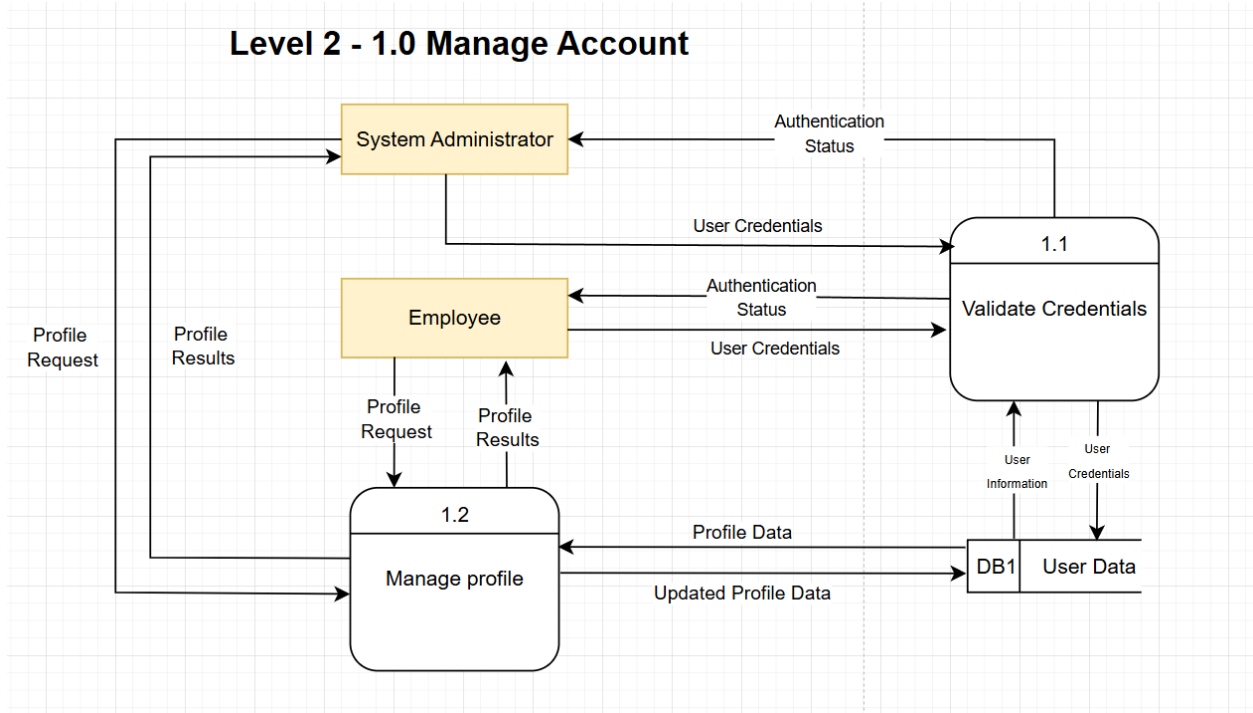 Level 2 - 1.0 Manage Account
System Administrator
Authentication
Status
User Credentials
1.1
Validate Credentials
Employee
Authentication
Status
User Credentials
Profile
Request
Profile
Results
Profile
Request
Profile
Results
User
Information
User
Credentials
1.2
Manage profile
Profile Data
Updated Profile Data
DB1
User Data